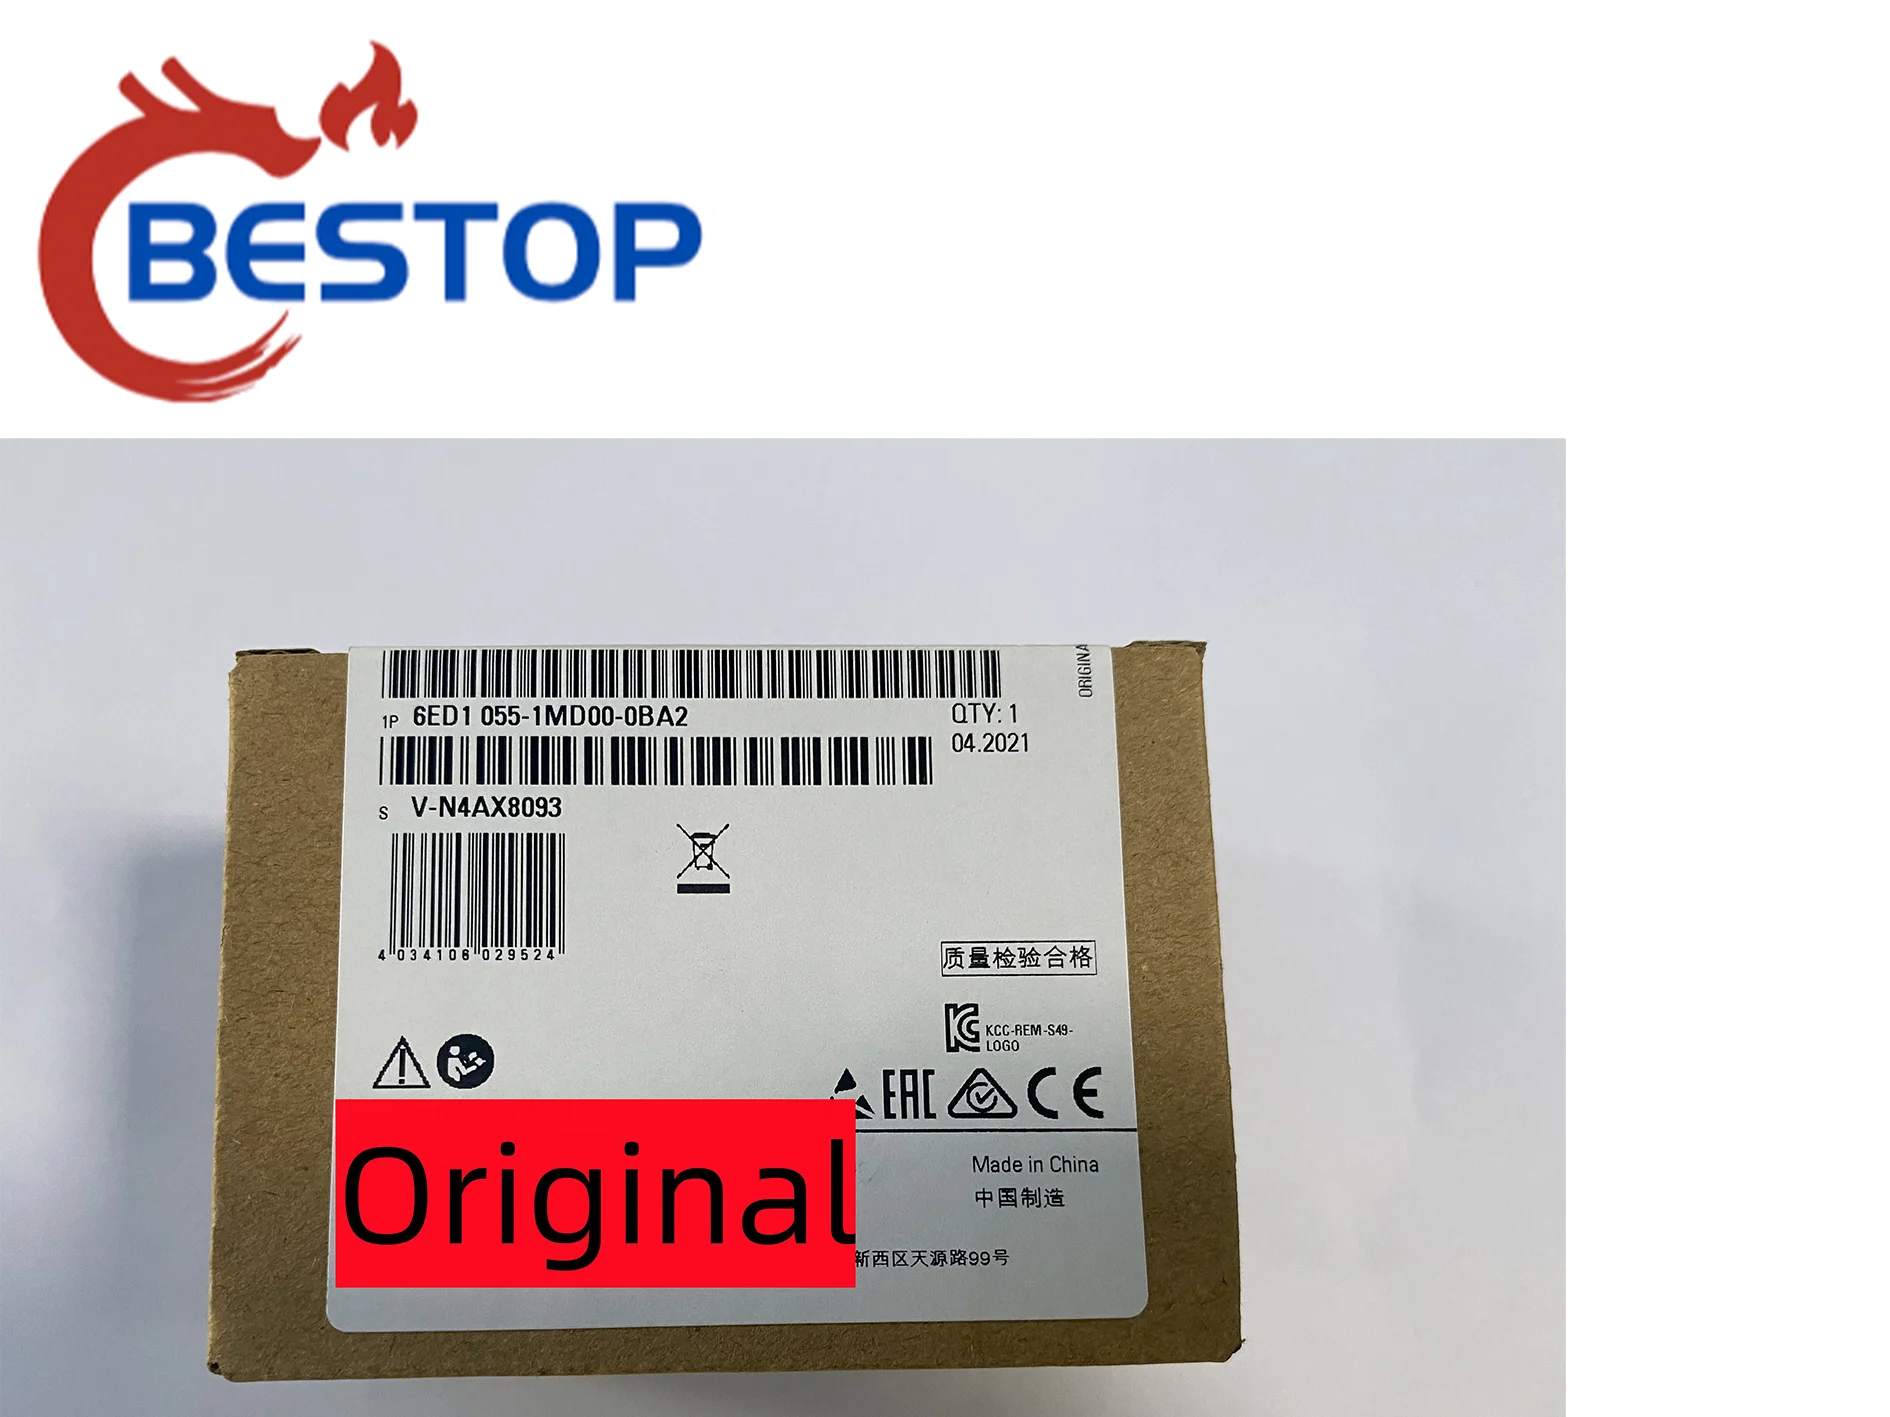 BESTOP
ORIGINA
1P 6ED1 055-1MD00-0BA2
QTY: 1
04.2021
S V-N4AX8093
4 034106 029524
质量检验合格
KCC-REM-S49-
LOGO
EAC
CE
Original
Made in China
中国制造
新西区天源路99号